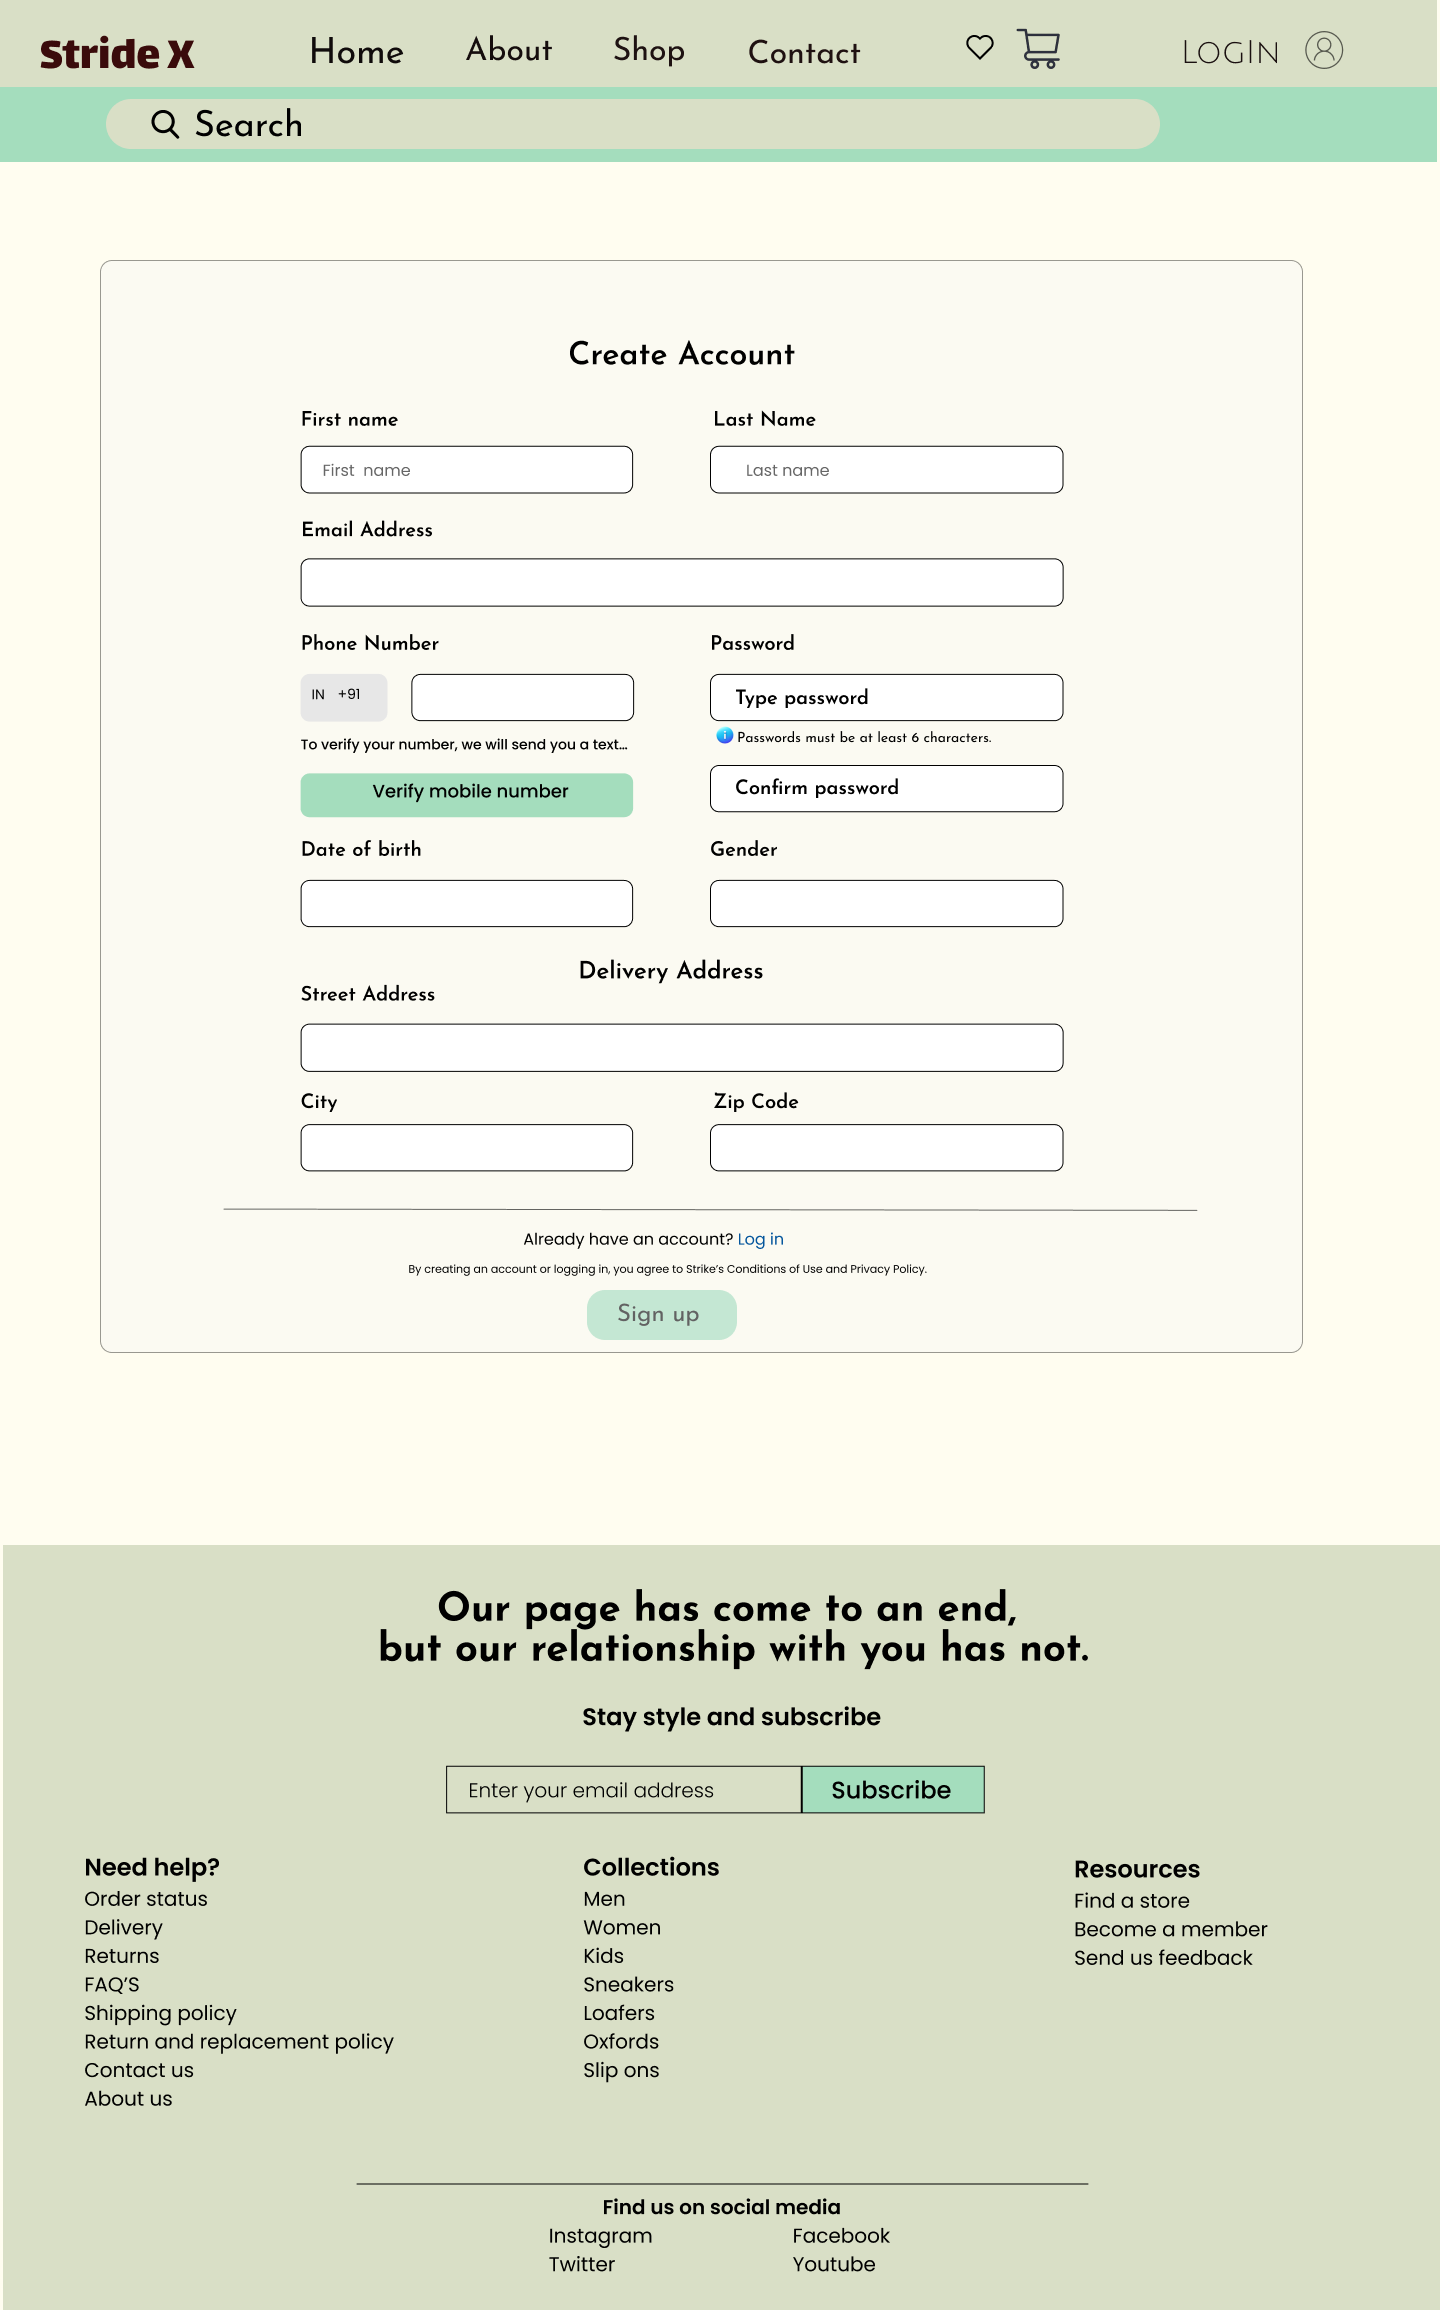 Stride X
Home
About
Shop
Contact
LOGIN
Search
Create Account
First name
Last Name
First name
Last name
Email Address
Phone Number
Password
IN +91
Type password
To verify your number, we will send you a text...
Passwords must be at least 6 characters.
Verify mobile number
Confirm password
Date of birth
Gender
Delivery Address
Street Address
City
Zip Code
Already have an account? Log in
By creating an account or logging in, you agree to Strike's Conditions of Use and Privacy Policy.
Sign up
Our page has come to an end,
but our relationship with you has not.
Stay style and subscribe
Enter your email address
Subscribe
Need help?
Order status
Delivery
Returns
FAQ'S
Shipping policy
Return and replacement policy
Contact us
About us
Collections
Men
Women
Kids
Sneakers
Loafers
Oxfords
Slip ons
Resources
Find a store
Become a member
Send us feedback
Find us on social media
Instagram
Facebook
Twitter
Youtube